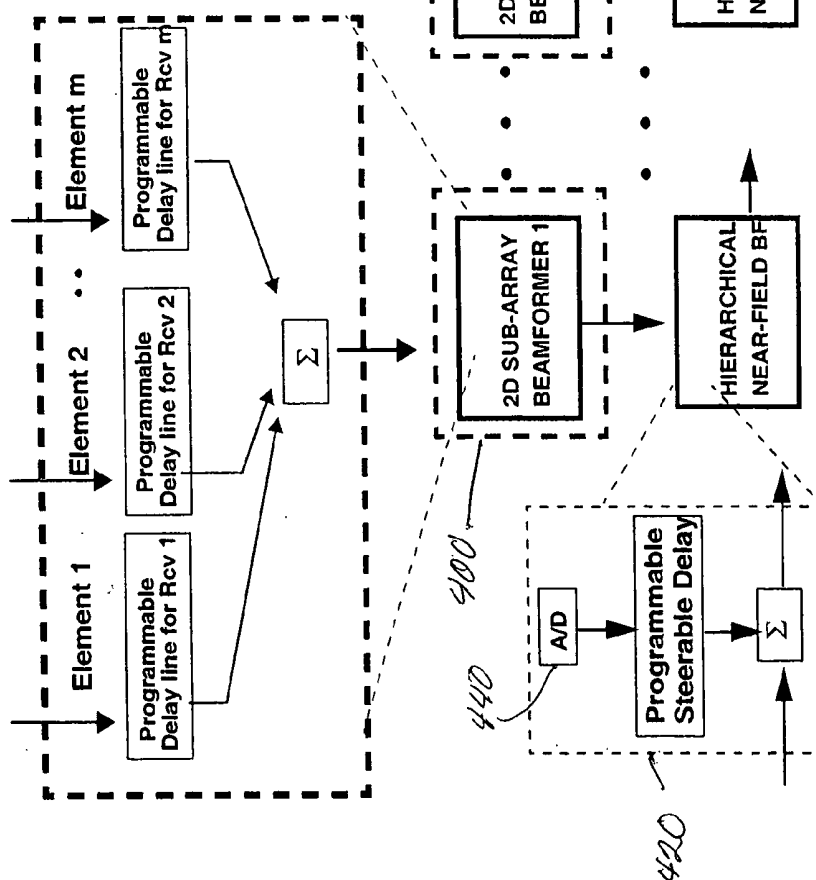 Element 1
Element 2
Element m
Programmable
Delay line for Rcv 1
Programmable
Delay line for Rcv 2
Programmable
Delay line for Rcv m
Σ
2D SUB-ARRAY
BEAMFORMER 1
2D
BE
400
HIERARCHICAL
NEAR-FIELD BF
H
N
440
A/D
Programmable
Steerable Delay
Σ
420